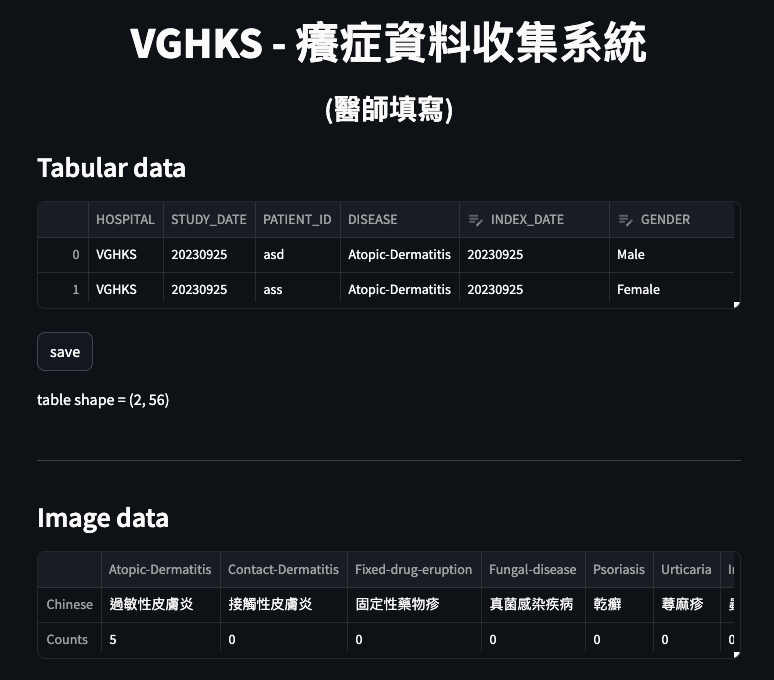 VGHKS - 癢症資料收集系統
(醫師填寫)
Tabular data
HOSPITAL STUDY_DATE PATIENT_ID DISEASE INDEX_DATE GENDER
0 VGHKS 20230925 asd Atopic-Dermatitis 20230925 Male
1 VGHKS 20230925 ass Atopic-Dermatitis 20230925 Female
save
table shape = (2, 56)
Image data
Atopic-Dermatitis Contact-Dermatitis Fixed-drug-eruption Fungal-disease Psoriasis Urticaria
Chinese 過敏性皮膚炎 接觸性皮膚炎 固定性藥物疹 真菌感染疾病 乾癬 蕁麻疹
Counts 5 0 0 0 0 0 0